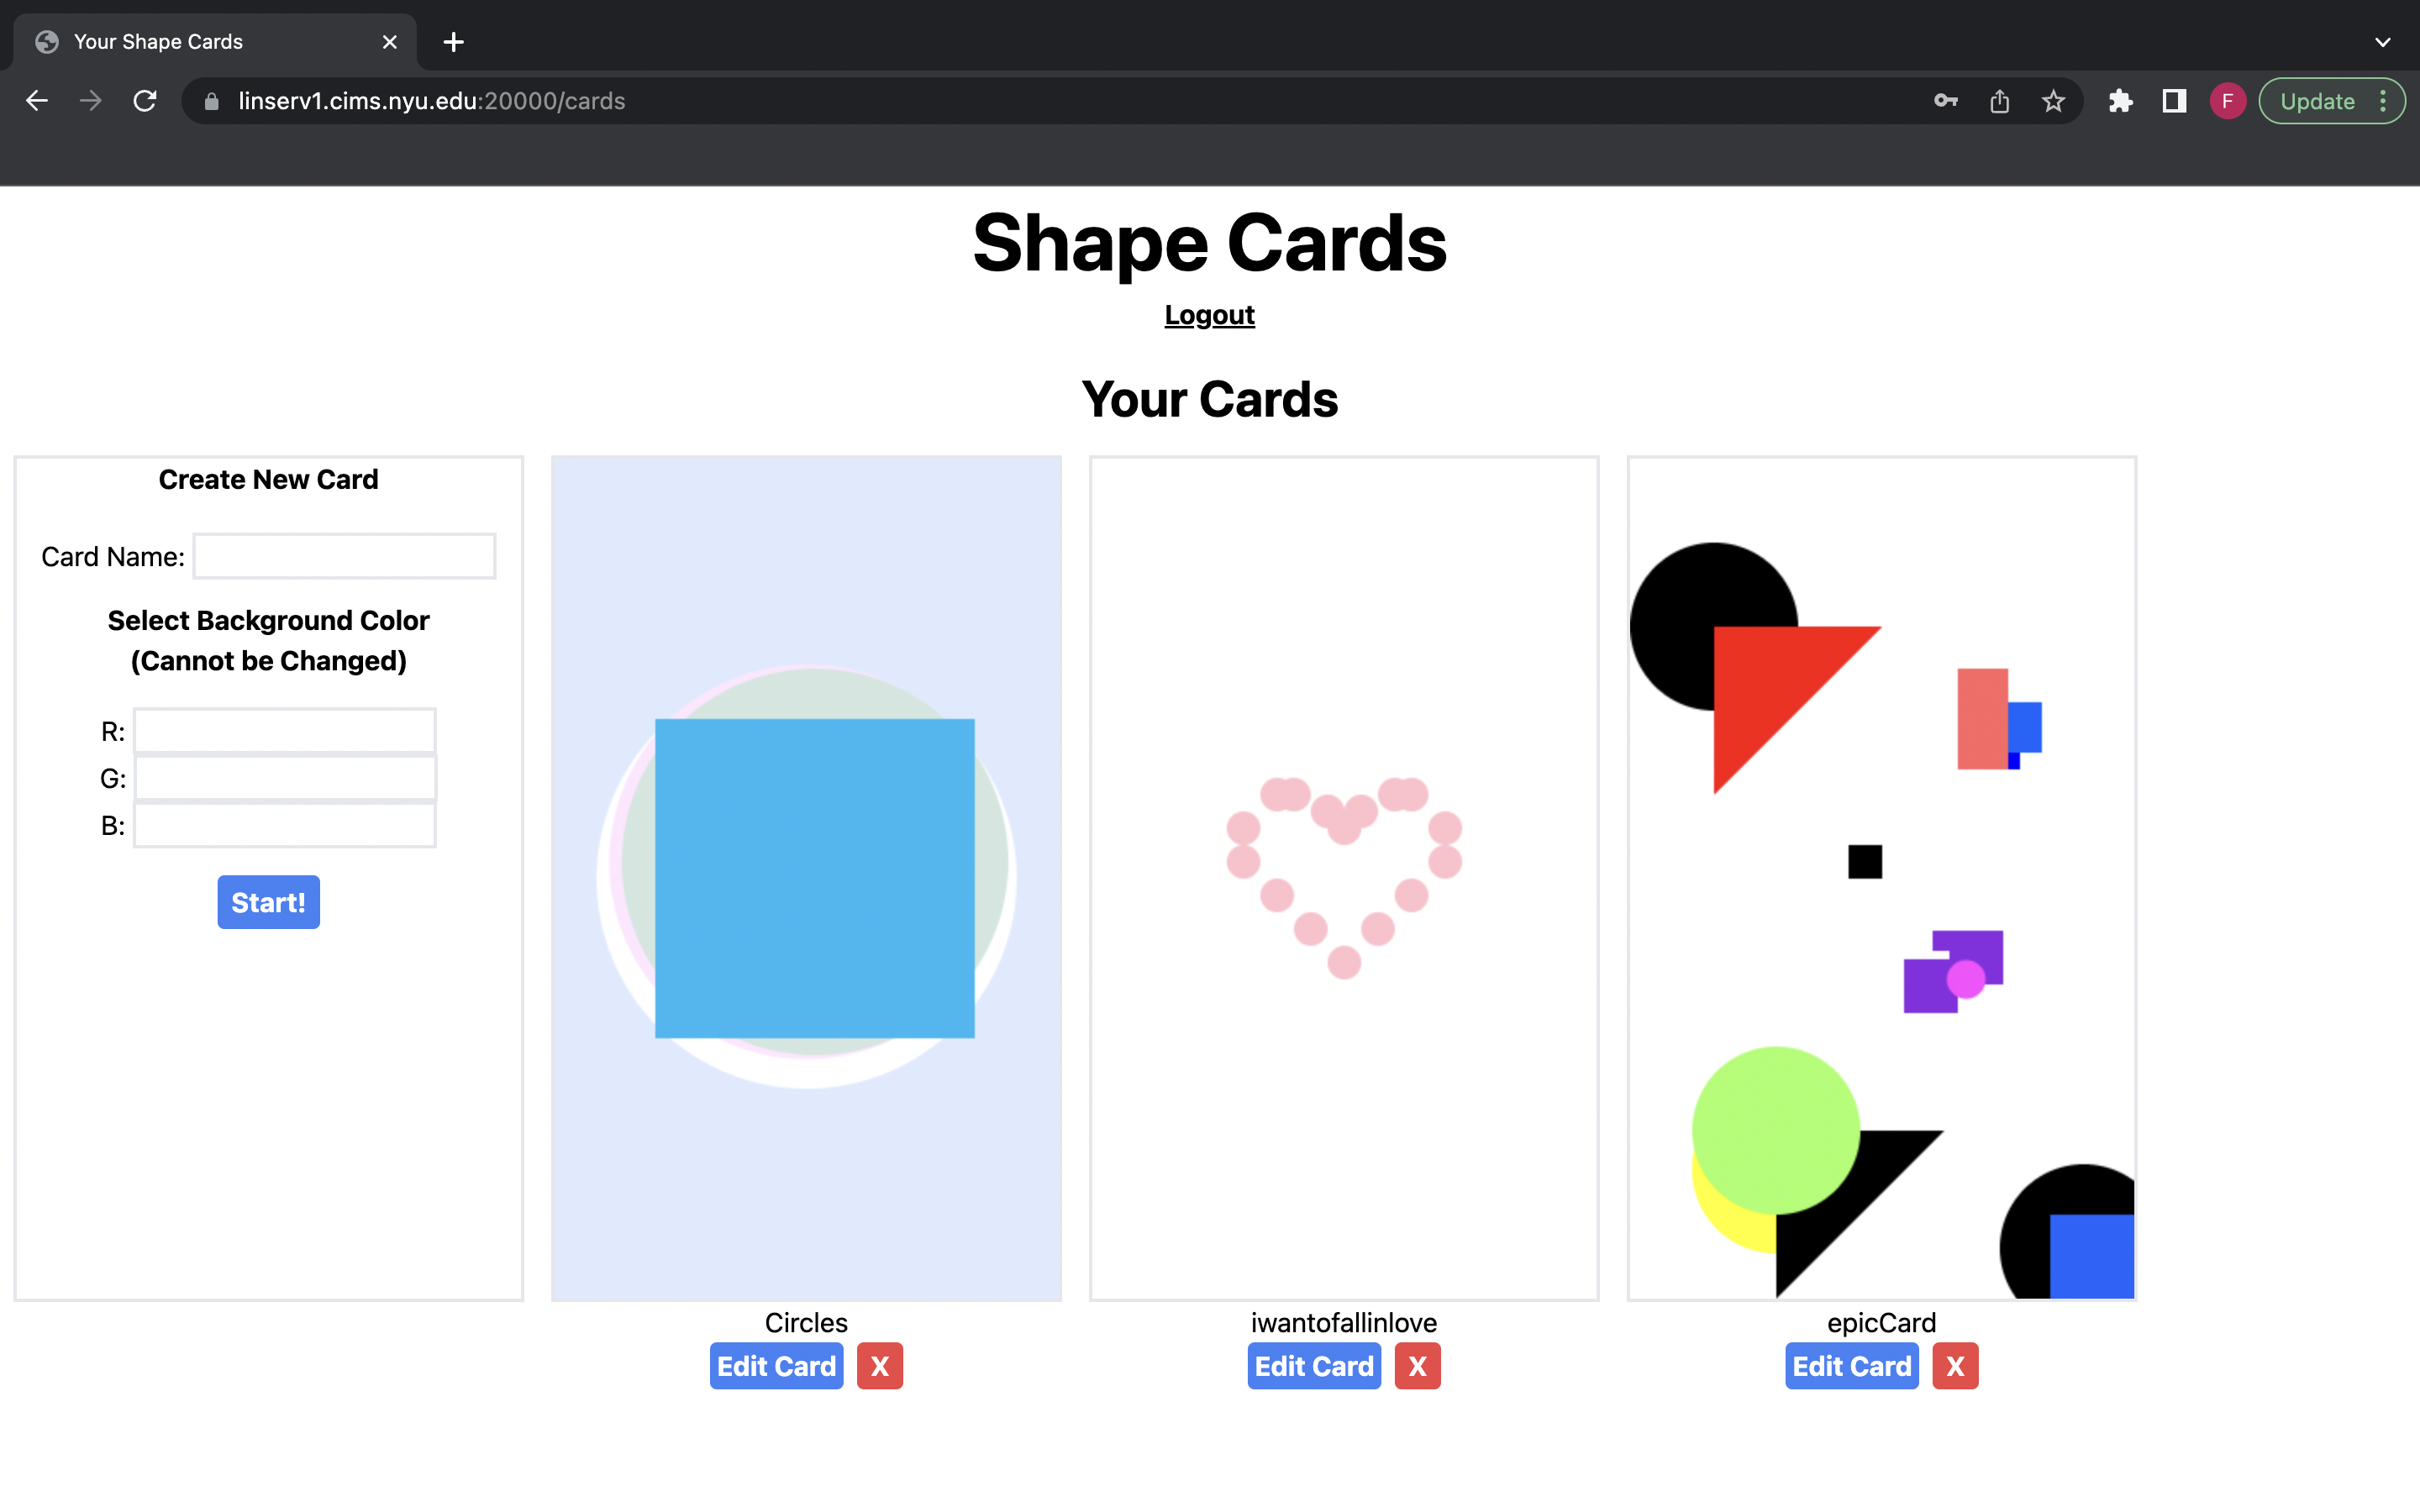 Your Shape Cards
linserv1.cims.nyu.edu:20000/cards
F
Update
Shape Cards
Logout
Your Cards
Create New Card
Card Name:
Select Background Color
(Cannot be Changed)
R:
G:
B:
Start!
Circles
Edit Card X
iwantofallinlove
Edit Card X
epicCard
Edit Card X